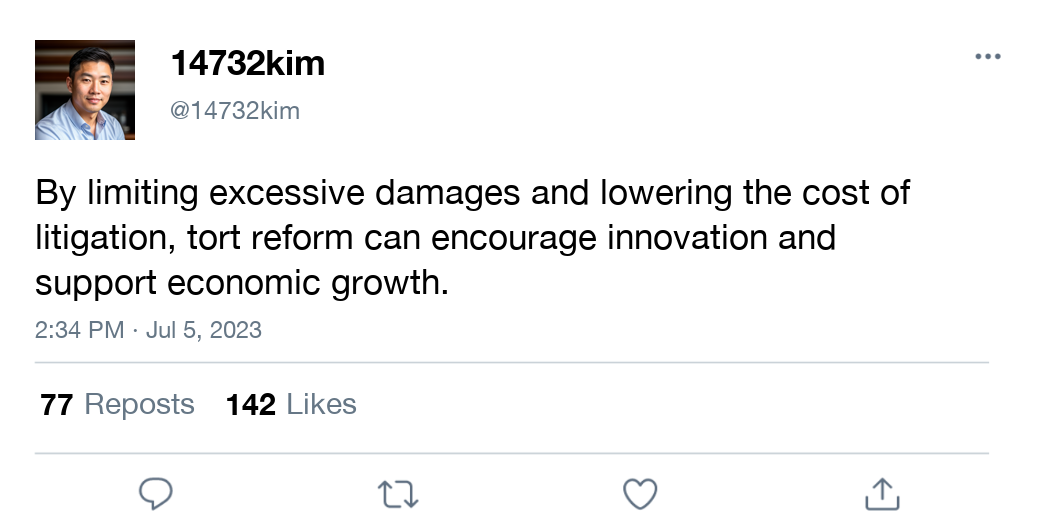 14732kim
@14732kim
By limiting excessive damages and lowering the cost of
litigation, tort reform can encourage innovation and
support economic growth.
2:34 PM · Jul 5, 2023
77 Reposts 142 Likes